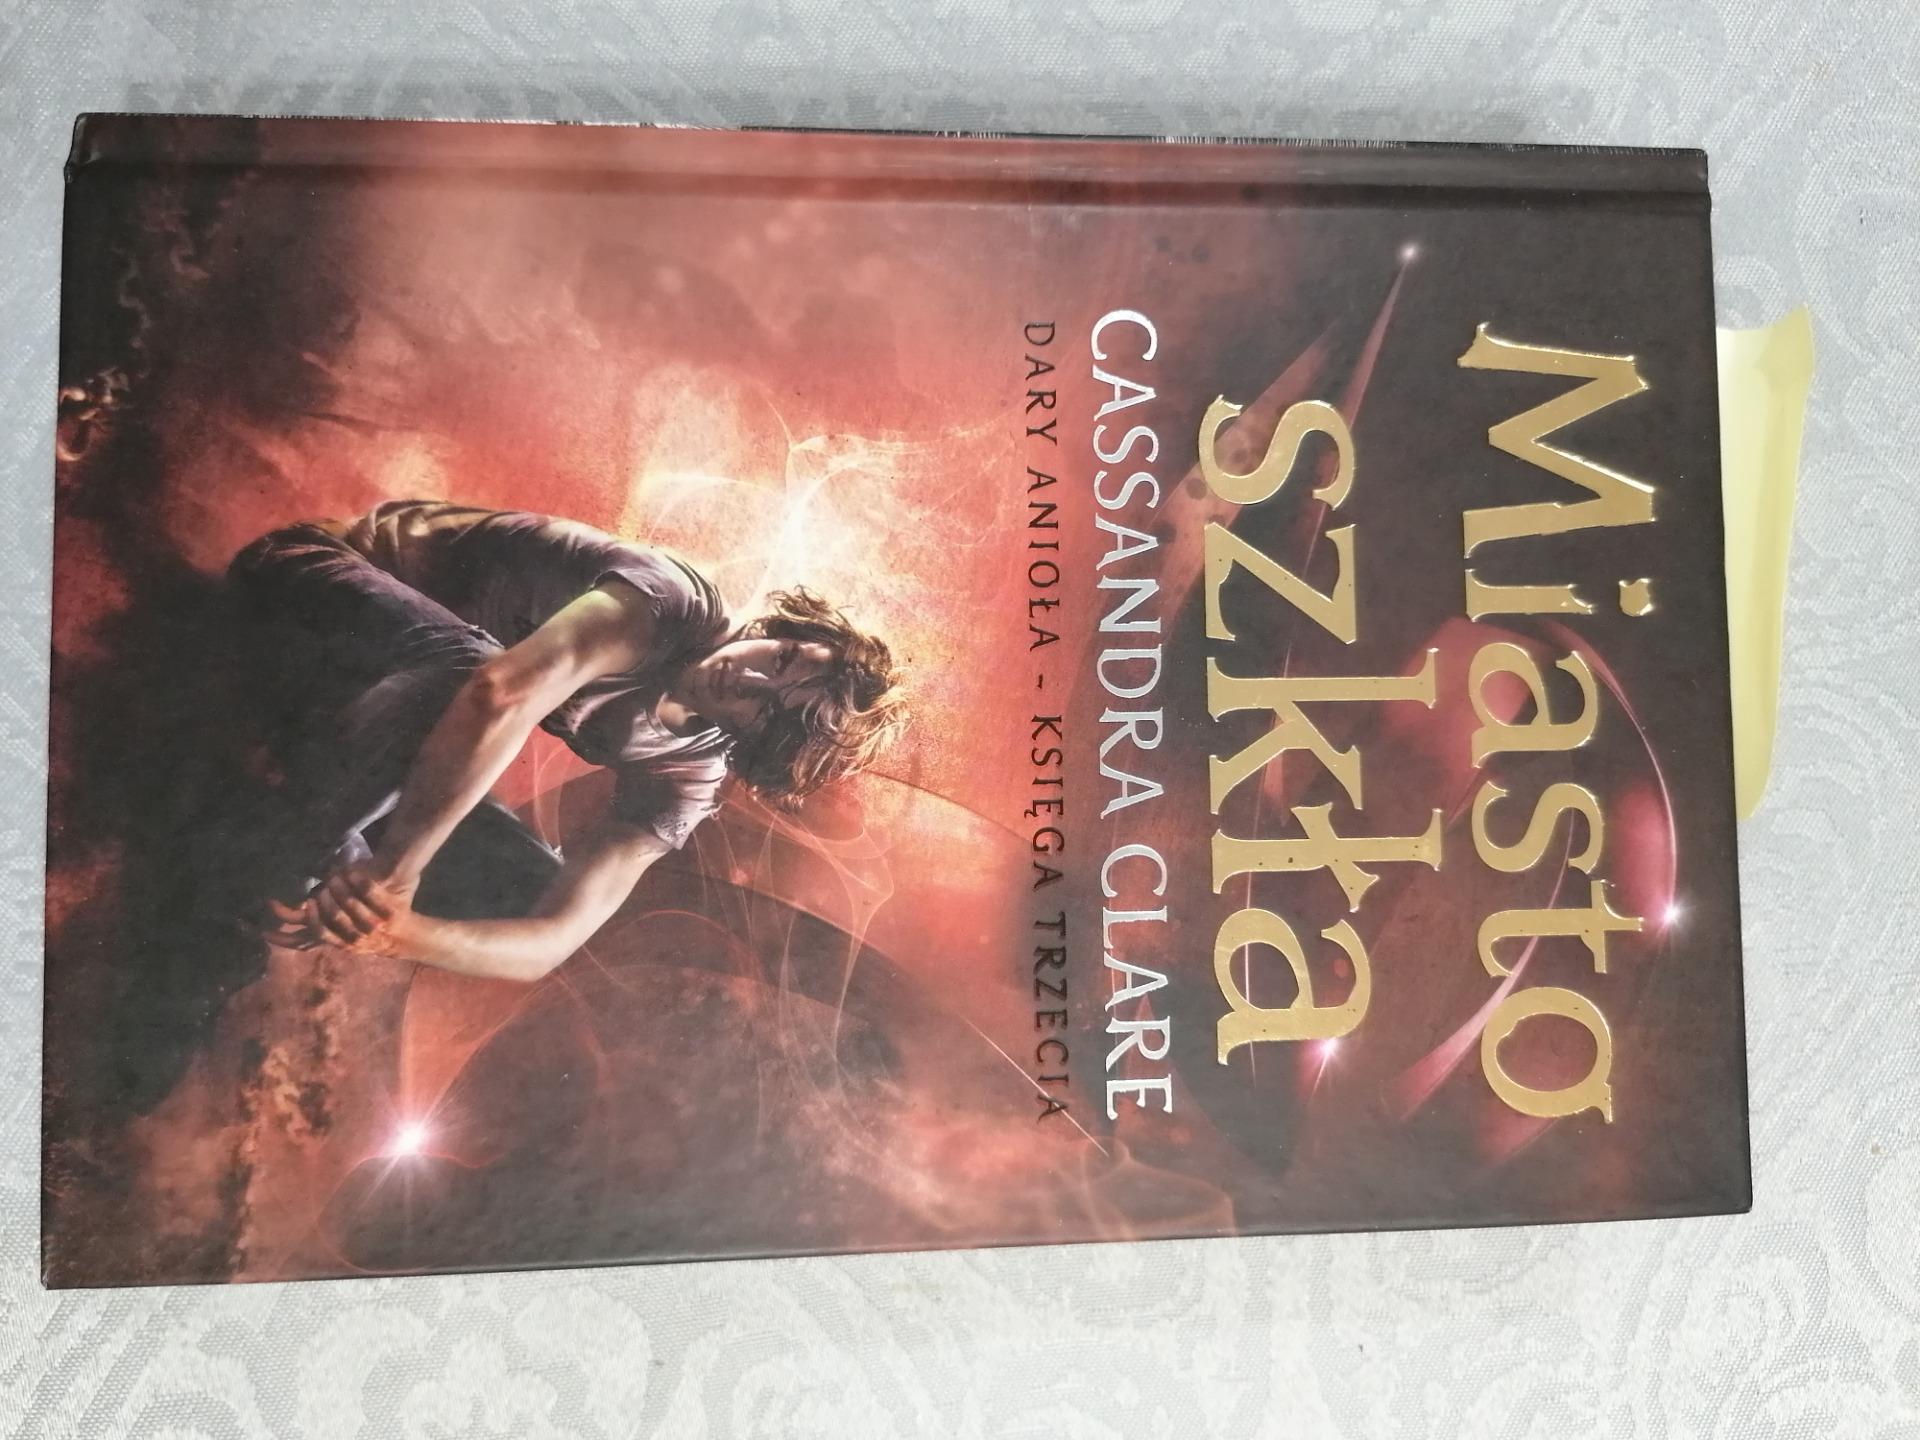 Miasto
szkła
CASSANDRA CLARE
DARY ANIOŁA - KSIĘGA TRZECIA